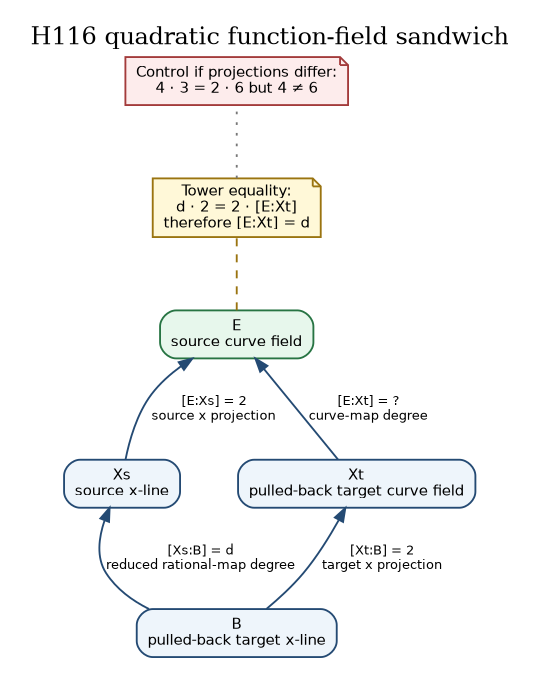 H116 quadratic function-field sandwich
Control if projections differ:
4 · 3 = 2 · 6 but 4 ≠ 6
Tower equality:
d · 2 = 2 · [E:Xt]
therefore [E:Xt] = d
E
source curve field
[E:Xs] = 2
source x projection
[E:Xt] = ?
curve-map degree
Xs
source x-line
Xt
pulled-back target curve field
[Xs:B] = d
reduced rational-map degree
[Xt:B] = 2
target x projection
B
pulled-back target x-line